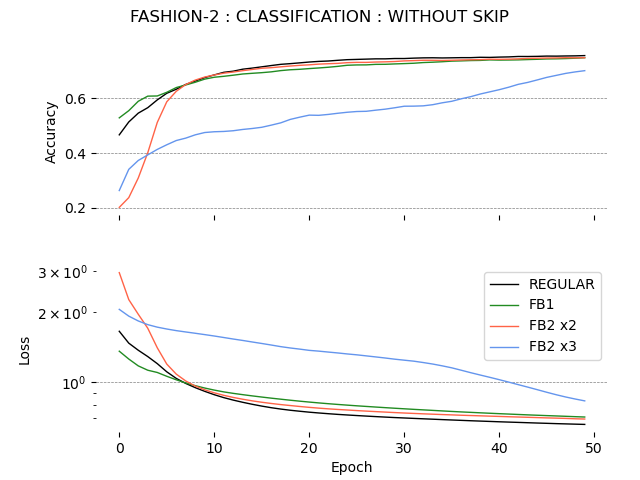 FASHION-2 : CLASSIFICATION : WITHOUT SKIP
Accuracy
0.6
0.4
0.2
Loss
3 × 10⁰
2 × 10⁰
10⁰
REGULAR
FB1
FB2 x2
FB2 x3
0 10 20 30 40 50
Epoch